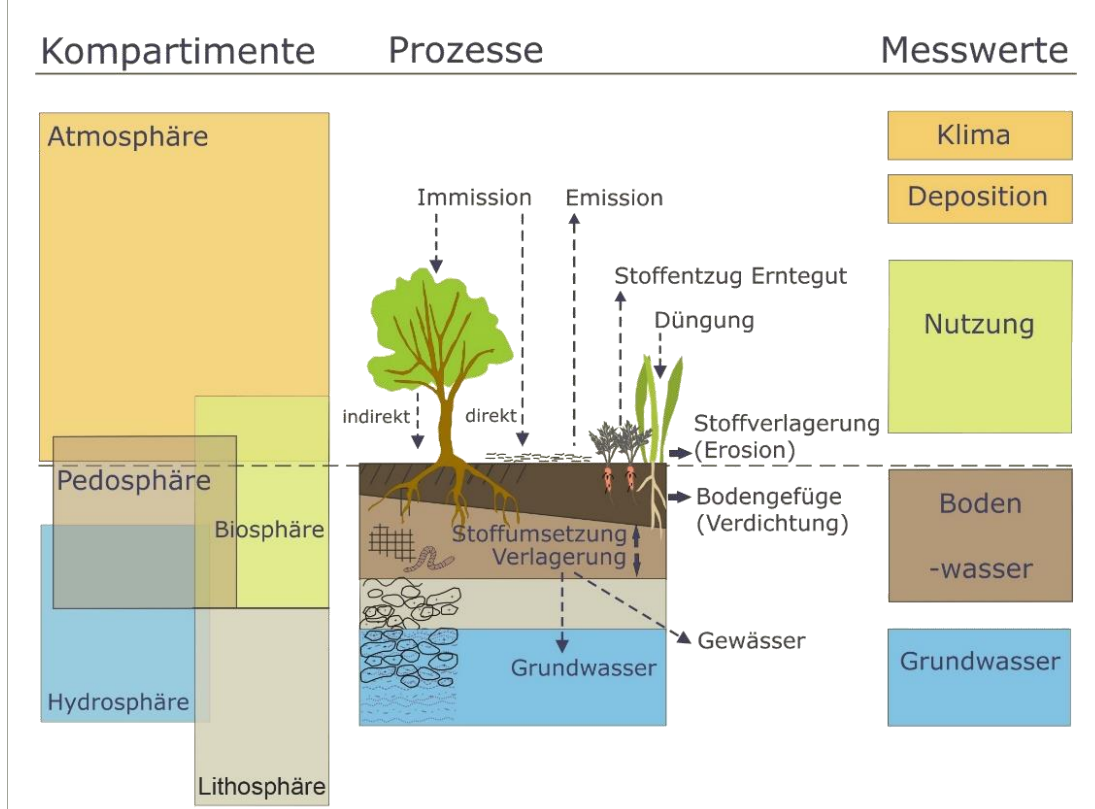 Kompartimente
Prozesse
Messwerte
Atmosphäre
Pedosphäre
Biosphäre
Hydrosphäre
Lithosphäre
Immission
Emission
Stoffentzug Erntegut
Düngung
indirekt
direkt
Stoffverlagerung
(Erosion)
Bodengefüge
(Verdichtung)
Stoffumsetzung
Verlagerung
Gewässer
Grundwasser
Klima
Deposition
Nutzung
Boden
-wasser
Grundwasser